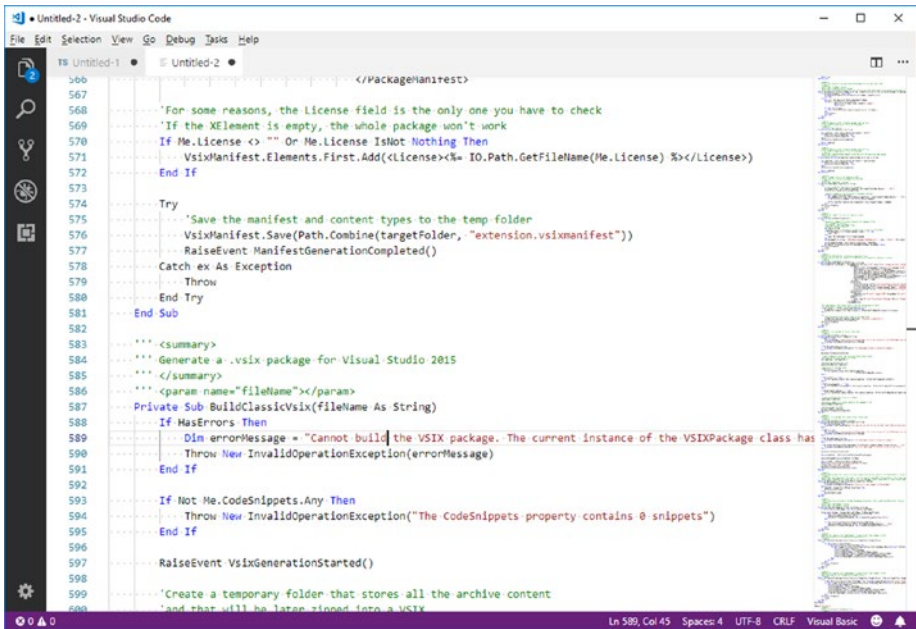 ● Untitled-2 - Visual Studio Code
File Edit Selection View Go Debug Tasks Help
TS Untitled-1 ● Untitled-2 ●
2
566 </PackageManifest>
567
568 'For some reasons, the License field is the only one you have to check
569 'If the XElement is empty, the whole package won't work
570 If Me.License <> "" Or Me.License IsNot Nothing Then
571 VsixManifest.Elements.First.Add(<License><%= IO.Path.GetFileName(Me.License) %></License>)
572 End If
573
574 Try
575 'Save the manifest and content types to the temp folder
576 VsixManifest.Save(Path.Combine(targetFolder, "extension.vsixmanifest"))
577 RaiseEvent ManifestGenerationCompleted()
578 Catch ex As Exception
579 Throw
580 End Try
581 End Sub
582
583 ''' <summary>
584 ''' Generate a .vsix package for Visual Studio 2015
585 ''' </summary>
586 ''' <param name="fileName"></param>
587 Private Sub BuildClassicVsix(fileName As String)
588 If HasErrors Then
589 Dim errorMessage = "Cannot build the VSIX package. The current instance of the VSIXPackage class has
590 Throw New InvalidOperationException(errorMessage)
591 End If
592
593 If Not Me.CodeSnippets.Any Then
594 Throw New InvalidOperationException("The CodeSnippets property contains 0 snippets")
595 End If
596
597 RaiseEvent VsixGenerationStarted()
598
599 'Create a temporary folder that stores all the archive content
600 'and that will be later zipped into a VSIX
0 0 Ln 589, Col 45 Spaces: 4 UTF-8 CRLF Visual Basic